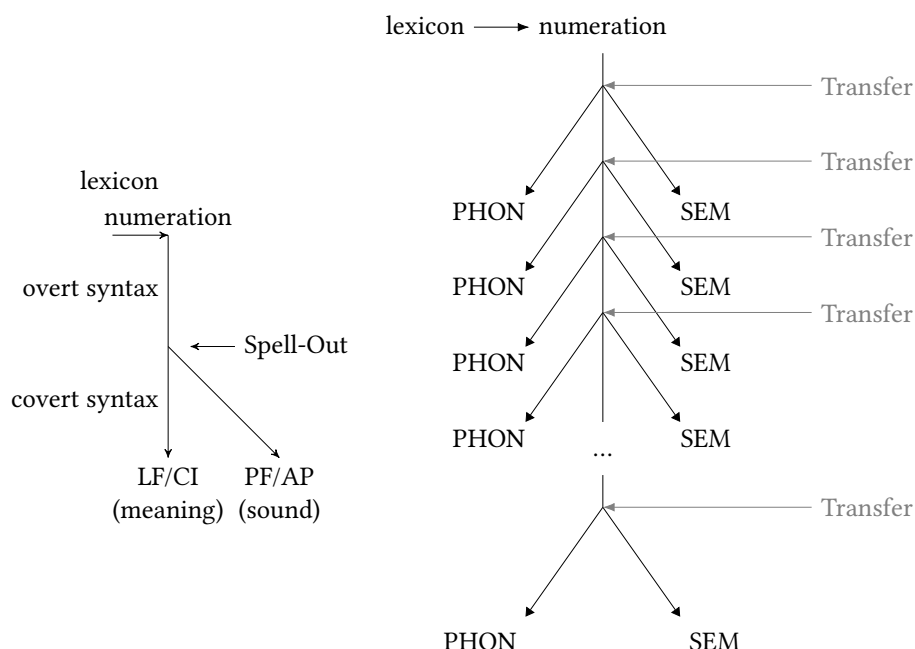 lexicon
numeration
overt syntax
Spell-Out
covert syntax
LF/CI PF/AP
(meaning) (sound)
lexicon numeration
Transfer
Transfer
PHON SEM
Transfer
PHON SEM
Transfer
PHON SEM
PHON SEM
...
Transfer
PHON SEM